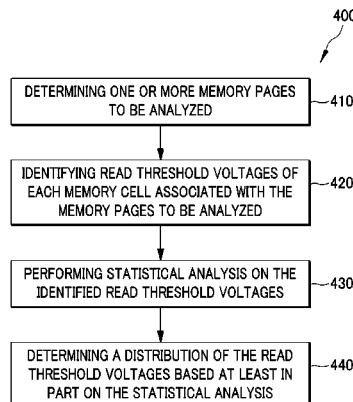 400
DETERMINING ONE OR MORE MEMORY PAGES
TO BE ANALYZED
410
IDENTIFYING READ THRESHOLD VOLTAGES OF
EACH MEMORY CELL ASSOCIATED WITH THE
MEMORY PAGES TO BE ANALYZED
420
PERFORMING STATISTICAL ANALYSIS ON THE
IDENTIFIED READ THRESHOLD VOLTAGES
430
DETERMINING A DISTRIBUTION OF THE READ
THRESHOLD VOLTAGES BASED AT LEAST IN
PART ON THE STATISTICAL ANALYSIS
440